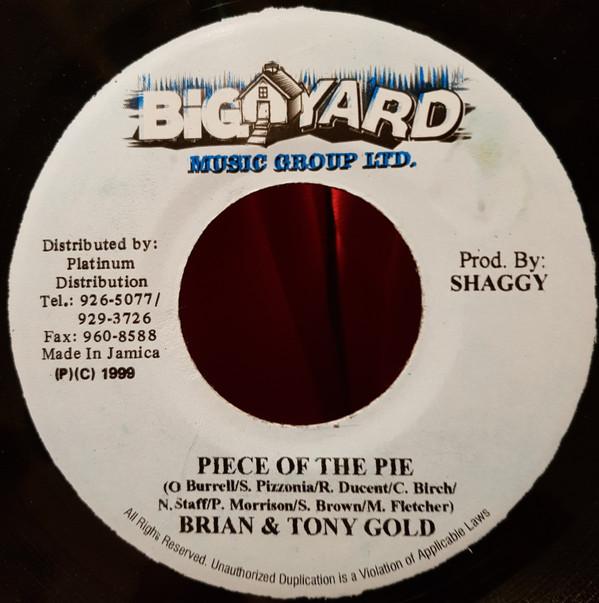 BiG YARD
MUSIC GROUP LTD.
Distributed by:
Platinum
Distribution
Tel.: 926-5077/
929-3726
Fax: 960-8588
Made In Jamica
(P)(C) 1999
Prod. By:
SHAGGY
PIECE OF THE PIE
(O Burrell/S. Pizzonia/R. Ducent/C. Birch/
N. Staff/P. Morrison/S. Brown/M. Fletcher)
BRIAN & TONY GOLD
All Righs Reserved. Unauthorized Duplication is a Violation of Applicable Laws